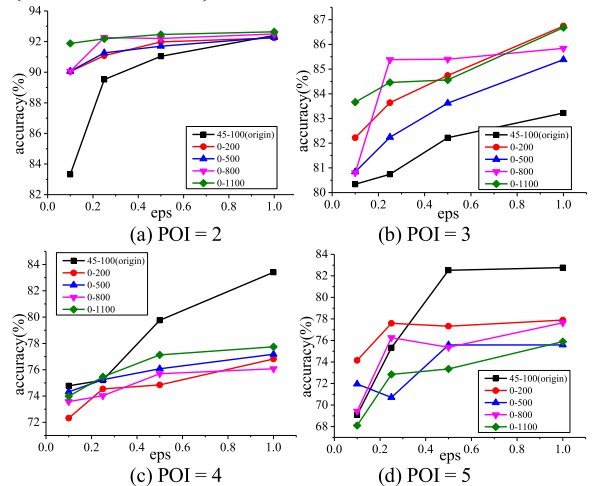 accuracy(%)
94
92
90
88
86
84
82
0.0 0.2 0.4 0.6 0.8 1.0
eps
45-100(origin)
0-200
0-500
0-800
0-1100
(a) POI = 2
accuracy(%)
87
86
85
84
83
82
81
80
0.0 0.2 0.4 0.6 0.8 1.0
eps
45-100(origin)
0-200
0-500
0-800
0-1100
(b) POI = 3
accuracy(%)
84
82
80
78
76
74
72
0.0 0.2 0.4 0.6 0.8 1.0
eps
45-100(origin)
0-200
0-500
0-800
0-1100
(c) POI = 4
accuracy(%)
84
82
80
78
76
74
72
70
68
0.0 0.2 0.4 0.6 0.8 1.0
eps
45-100(origin)
0-200
0-500
0-800
0-1100
(d) POI = 5